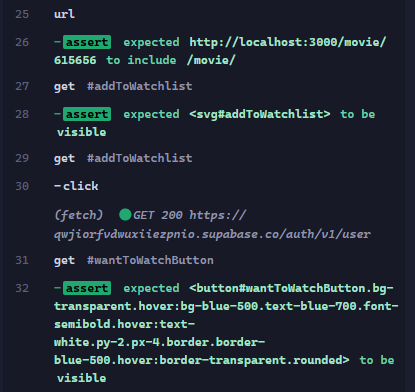 25 url
26 -assert expected http://localhost:3000/movie/
615656 to include /movie/
27 get #addToWatchlist
28 -assert expected <svg#addToWatchlist> to be
visible
29 get #addToWatchlist
30 -click
(fetch) GET 200 https://
qwjiorfvdwuxiiezpnio.supabase.co/auth/v1/user
31 get #wantToWatchButton
32 -assert expected <button#wantToWatchButton.bg-
transparent.hover:bg-blue-500.text-blue-700.font-
semibold.hover:text-
white.py-2.px-4.border.border-
blue-500.hover:border-transparent.rounded> to be
visible